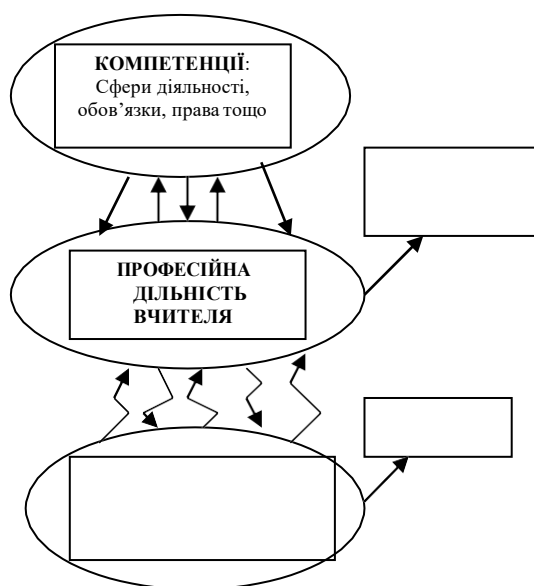 КОМПЕТЕНЦІЇ:
Сфери діяльності,
обов’язки, права тощо
ПРОФЕСІЙНА
ДІЛЬНІСТЬ
ВЧИТЕЛЯ